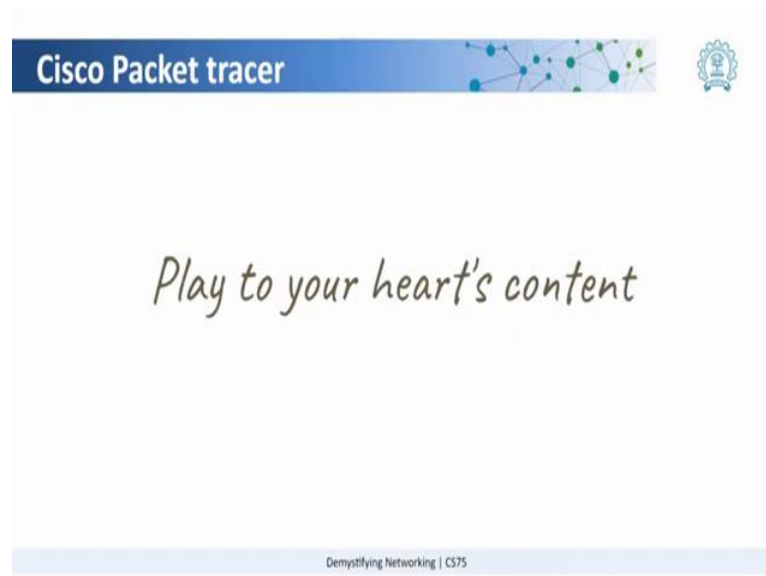 Cisco Packet tracer
Play to your heart's content
Demystifying Networking | CS75